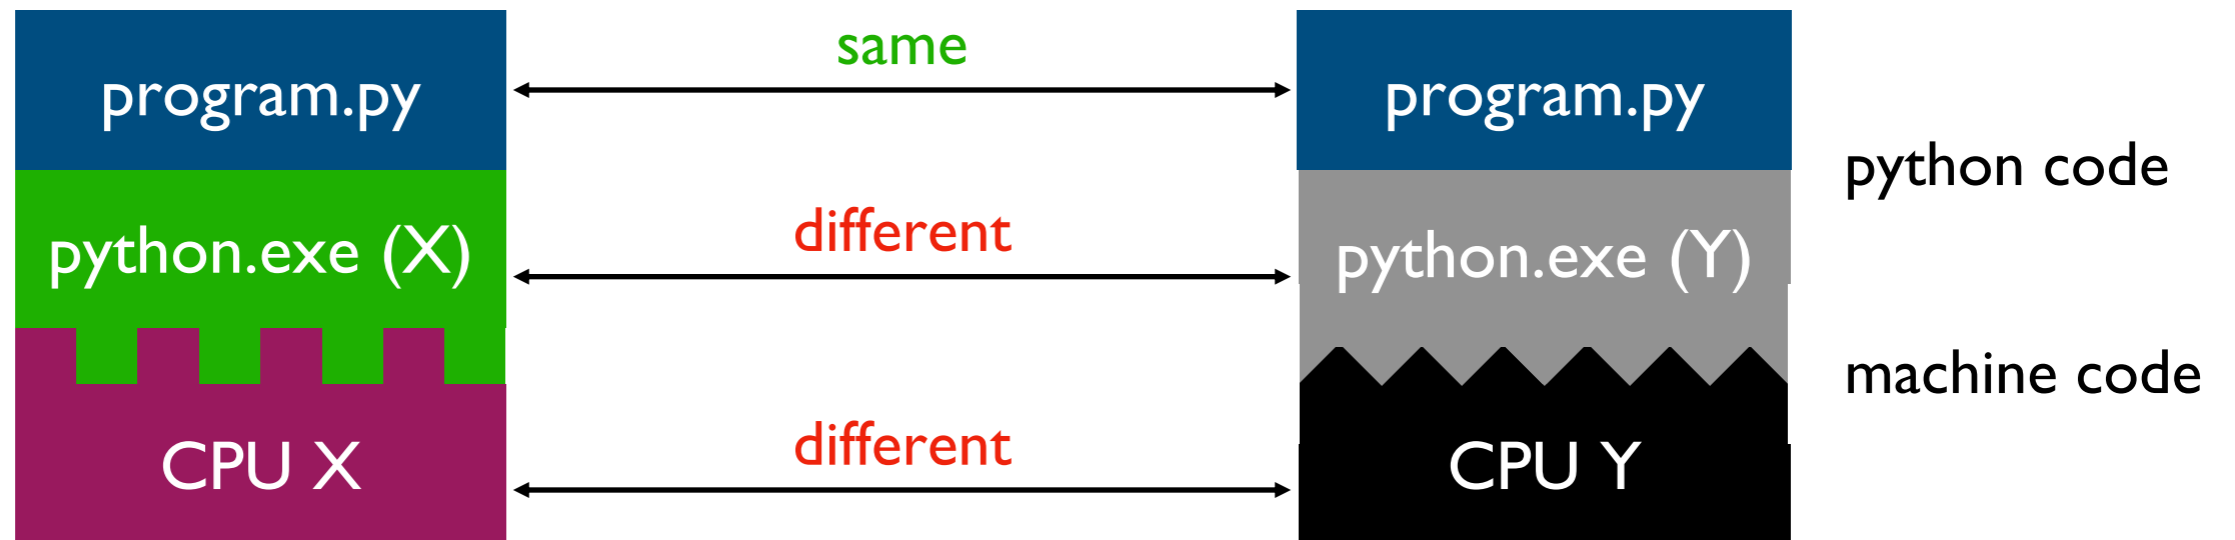 same
program.py
program.py
python code
different
python.exe (X)
python.exe (Y)
machine code
different
CPU X
CPU Y